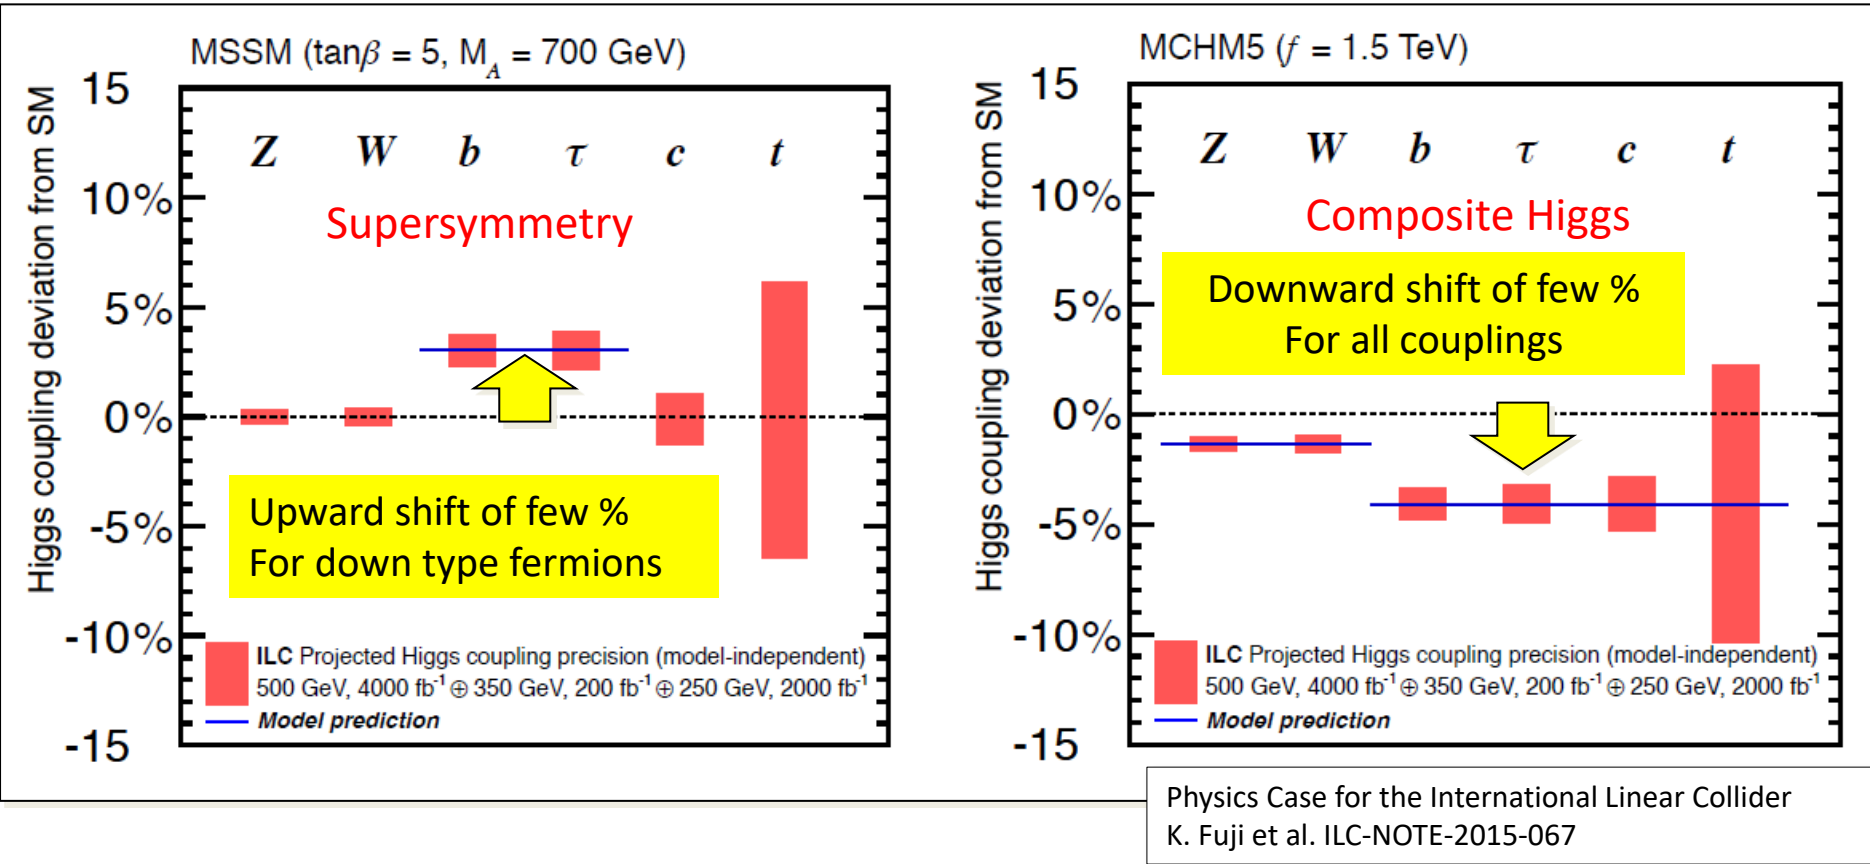 MSSM (tanβ = 5, M_A = 700 GeV)
Higgs coupling deviation from SM
15
10%
5%
0%
-5%
-10%
-15
Z W b τ c t
Supersymmetry
Upward shift of few %
For down type fermions
ILC Projected Higgs coupling precision (model-independent)
500 GeV, 4000 fb⁻¹ ⊕ 350 GeV, 200 fb⁻¹ ⊕ 250 GeV, 2000 fb⁻¹
Model prediction
MCHM5 (f = 1.5 TeV)
Higgs coupling deviation from SM
15
10%
5%
0%
-5%
-10%
-15
Z W b τ c t
Composite Higgs
Downward shift of few %
For all couplings
ILC Projected Higgs coupling precision (model-independent)
500 GeV, 4000 fb⁻¹ ⊕ 350 GeV, 200 fb⁻¹ ⊕ 250 GeV, 2000 fb⁻¹
Model prediction
Physics Case for the International Linear Collider
K. Fuji et al. ILC-NOTE-2015-067